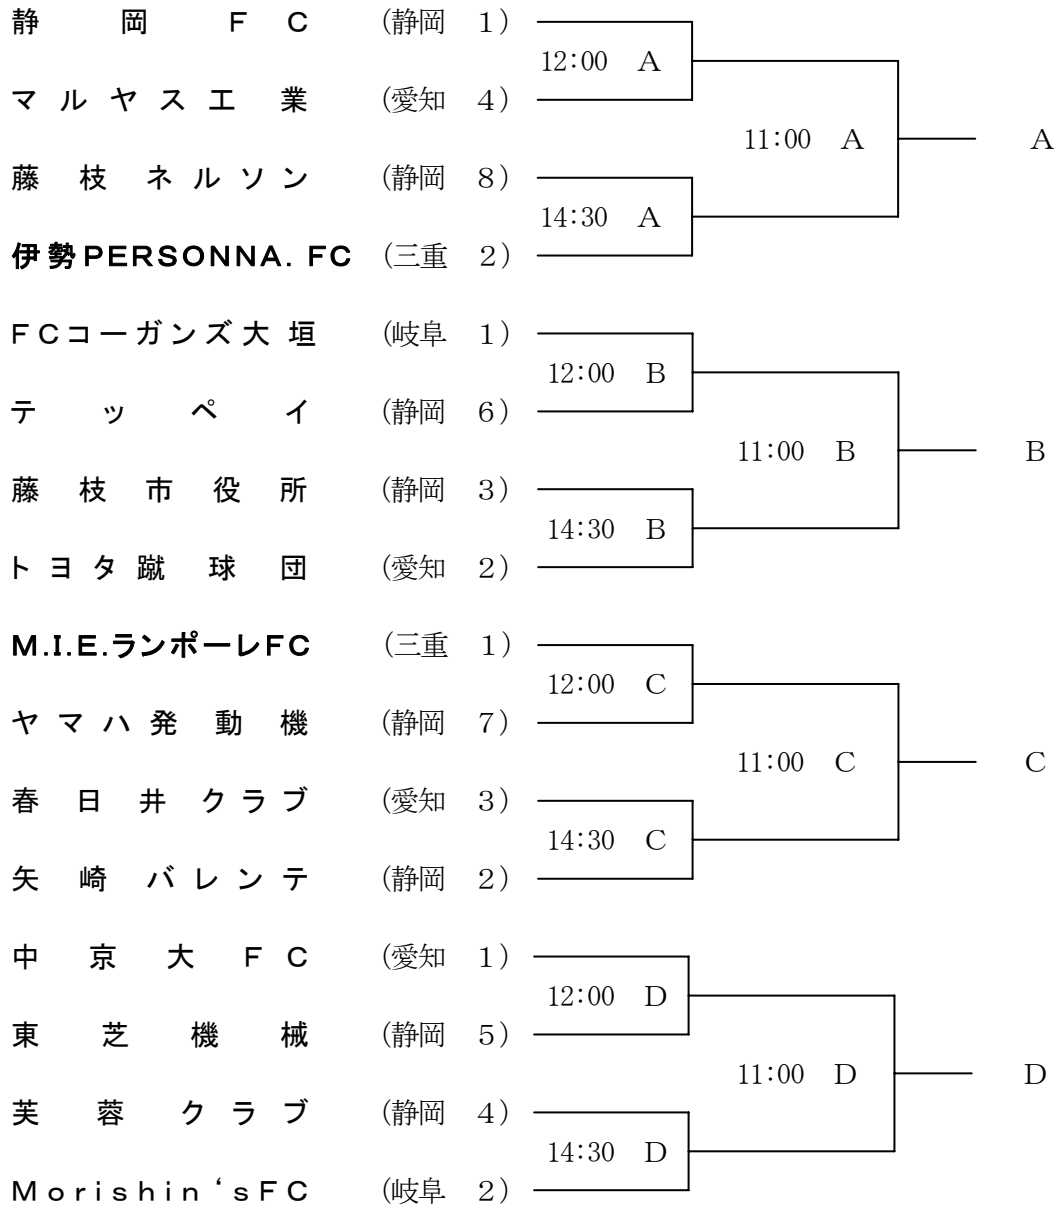 静岡FC (静岡 1)
12:00 A
マルヤス工業 (愛知 4)
11:00 A A
藤枝ネルソン (静岡 8)
14:30 A
伊勢PERSONNA.FC (三重 2)
FCコーガンズ大垣 (岐阜 1)
12:00 B
テッペイ (静岡 6)
11:00 B B
藤枝市役所 (静岡 3)
14:30 B
トヨタ蹴球団 (愛知 2)
M.I.E.ランポーレFC (三重 1)
12:00 C
ヤマハ発動機 (静岡 7)
11:00 C C
春日井クラブ (愛知 3)
14:30 C
矢崎バレンテ (静岡 2)
中京大FC (愛知 1)
12:00 D
東芝機械 (静岡 5)
11:00 D D
芙蓉クラブ (静岡 4)
14:30 D
Morishin‘sFC (岐阜 2)